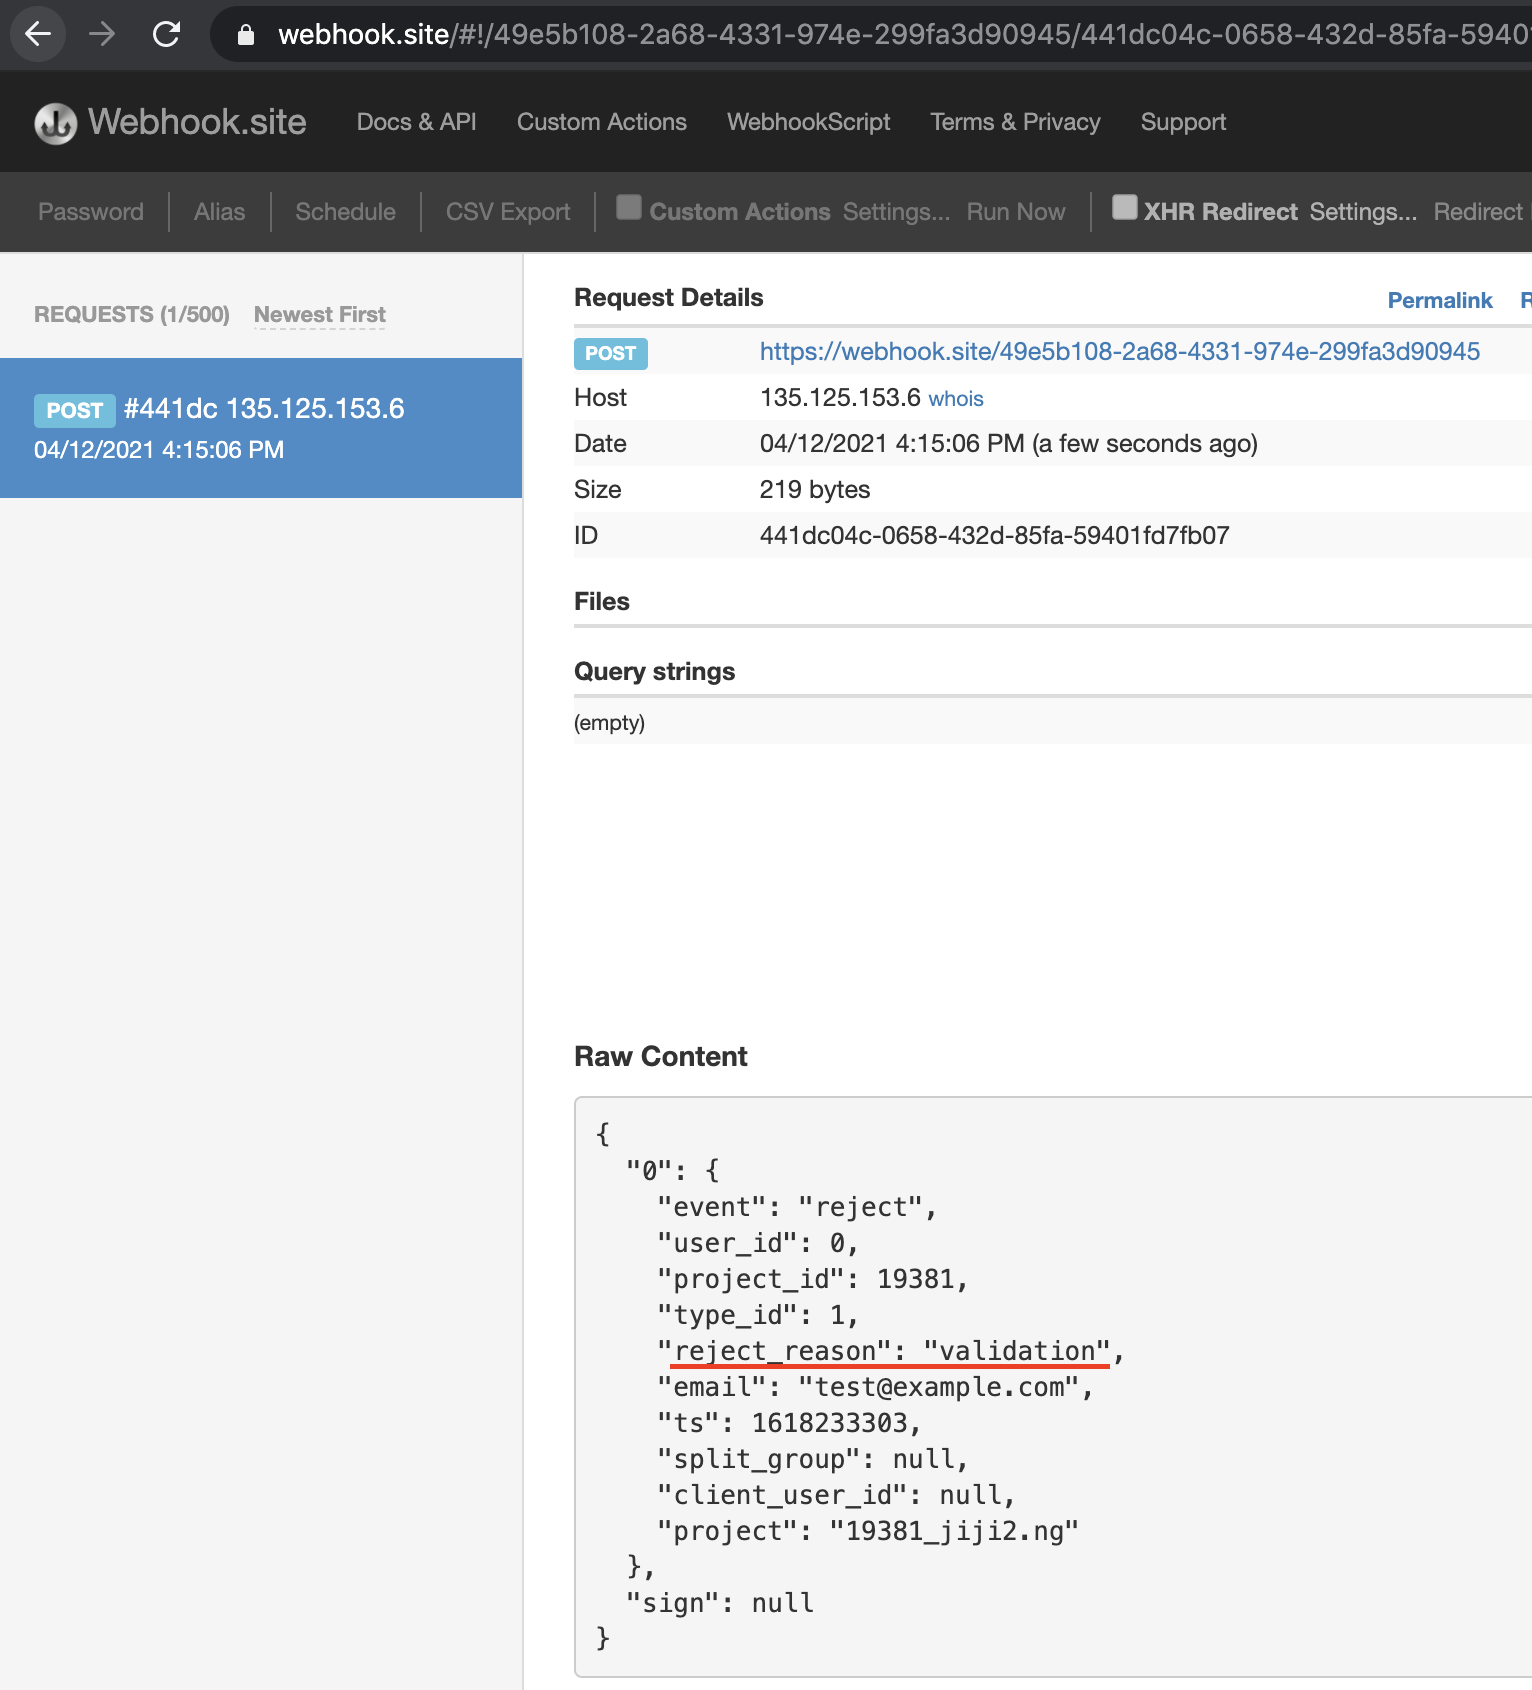 webhook.site/#!/49e5b108-2a68-4331-974e-299fa3d90945/441dc04c-0658-432d-85fa-5940
Webhook.site Docs & API Custom Actions WebhookScript Terms & Privacy Support
Password Alias Schedule CSV Export Custom Actions Settings... Run Now XHR Redirect Settings... Redirect
REQUESTS (1/500) Newest First
POST #441dc 135.125.153.6
04/12/2021 4:15:06 PM
Request Details Permalink R
POST https://webhook.site/49e5b108-2a68-4331-974e-299fa3d90945
Host 135.125.153.6 whois
Date 04/12/2021 4:15:06 PM (a few seconds ago)
Size 219 bytes
ID 441dc04c-0658-432d-85fa-59401fd7fb07
Files
Query strings
(empty)
Raw Content
{
"0": {
"event": "reject",
"user_id": 0,
"project_id": 19381,
"type_id": 1,
"reject_reason": "validation",
"email": "test@example.com",
"ts": 1618233303,
"split_group": null,
"client_user_id": null,
"project": "19381_jiji2.ng"
},
"sign": null
}